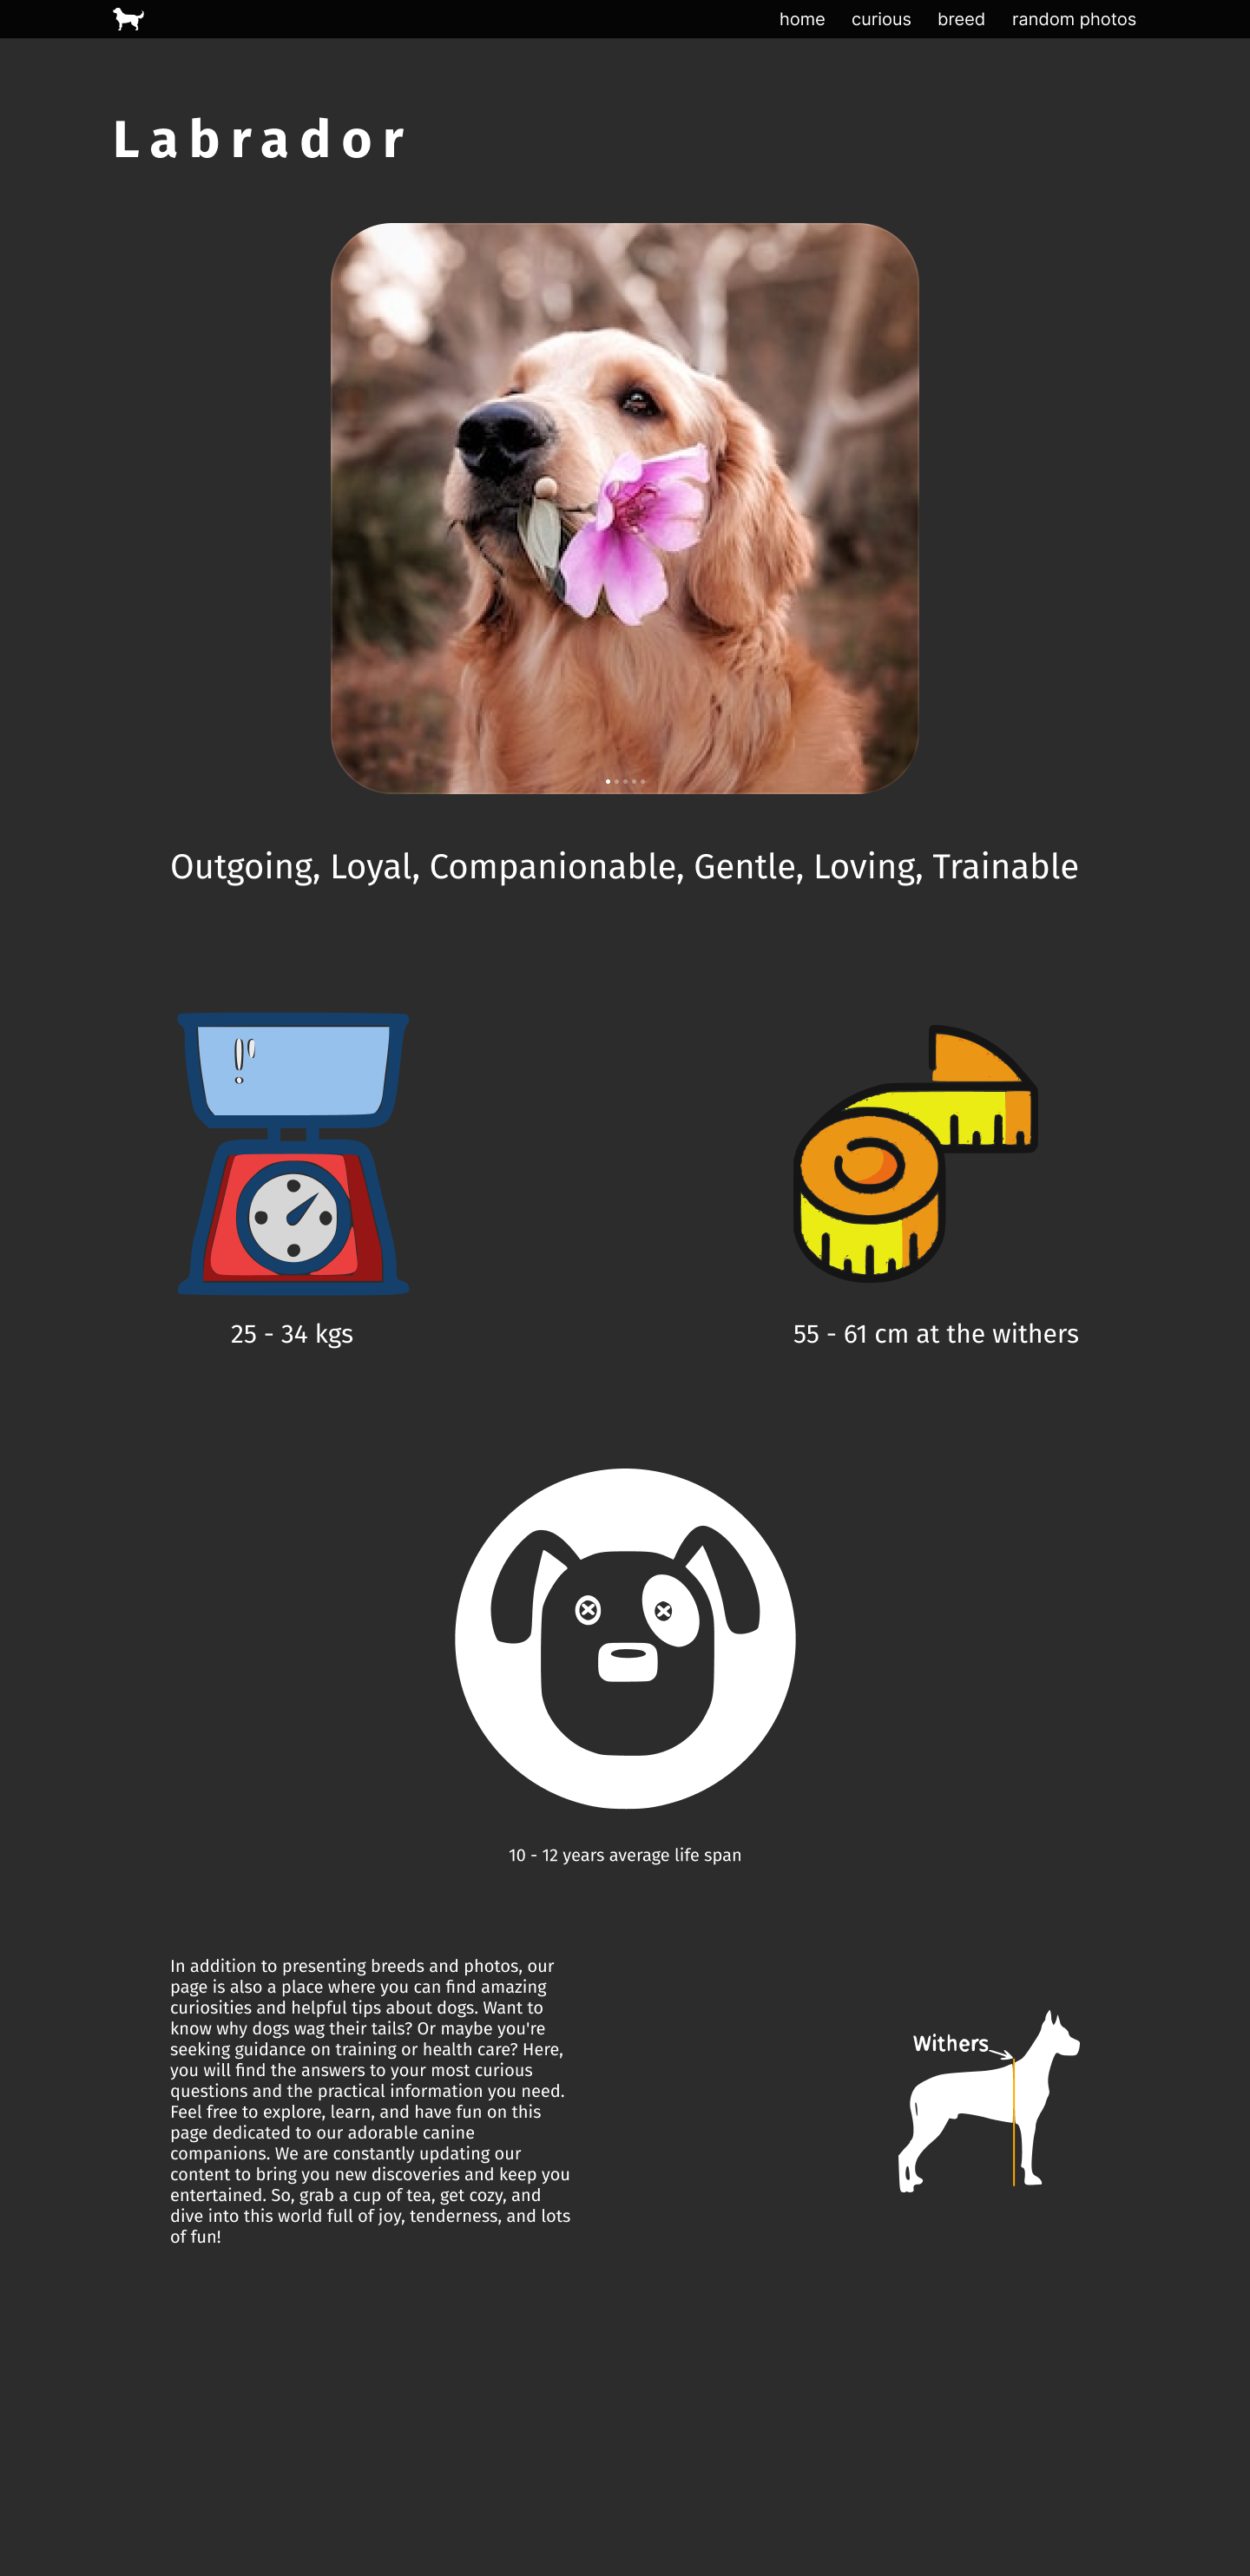 home curious breed random photos
Labrador
Outgoing, Loyal, Companionable, Gentle, Loving, Trainable
25 - 34 kgs
55 - 61 cm at the withers
10 - 12 years average life span
In addition to presenting breeds and photos, our
page is also a place where you can find amazing
curiosities and helpful tips about dogs. Want to
know why dogs wag their tails? Or maybe you're
seeking guidance on training or health care? Here,
you will find the answers to your most curious
questions and the practical information you need.
Feel free to explore, learn, and have fun on this
page dedicated to our adorable canine
companions. We are constantly updating our
content to bring you new discoveries and keep you
entertained. So, grab a cup of tea, get cozy, and
dive into this world full of joy, tenderness, and lots
of fun!
Withers